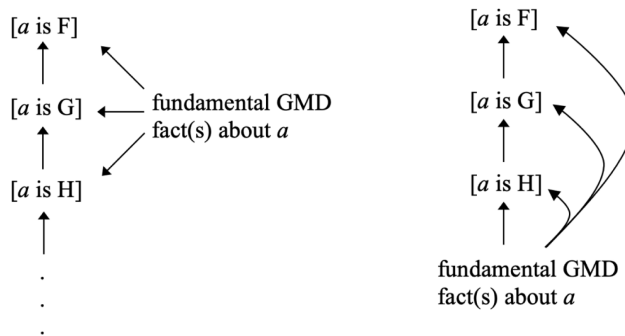 [a is F]
[a is G]
[a is H]
fundamental GMD
fact(s) about a
.
.
.
[a is F]
[a is G]
[a is H]
fundamental GMD
fact(s) about a